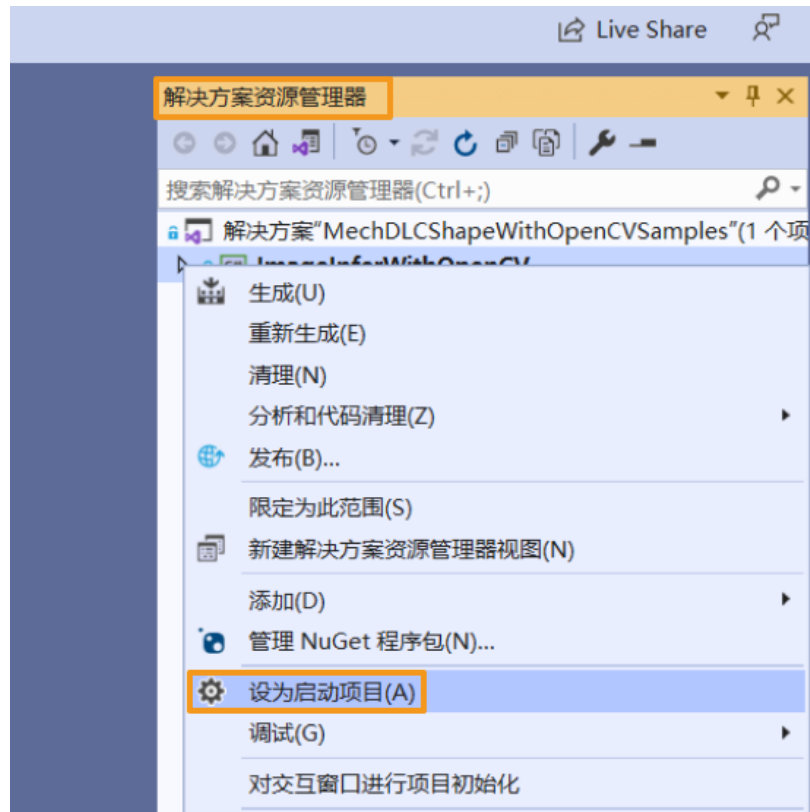 Live Share
解决方案资源管理器
搜索解决方案资源管理器(Ctrl+;)
解决方案"MechDLCShapeWithOpenCVSamples"(1 个项
ImageInferWithOpenCV
生成(U)
重新生成(E)
清理(N)
分析和代码清理(Z)
发布(B)...
限定为此范围(S)
新建解决方案资源管理器视图(N)
添加(D)
管理 NuGet 程序包(N)...
设为启动项目(A)
调试(G)
对交互窗口进行项目初始化